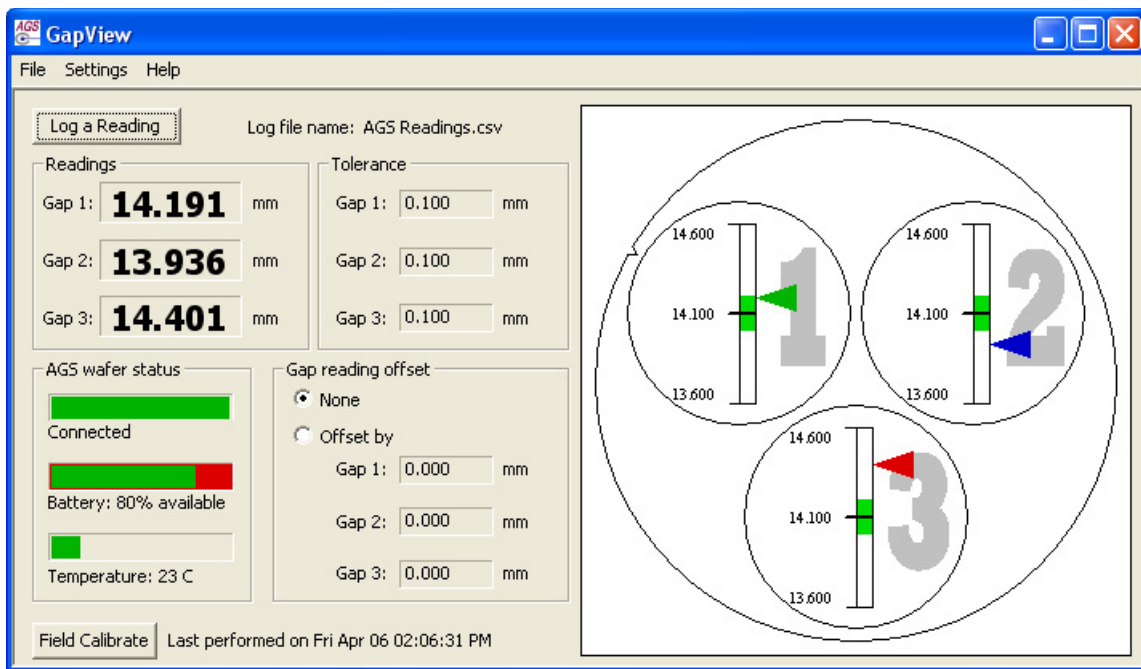 AGS GapView
File Settings Help
Log a Reading Log file name: AGS Readings.csv
Readings
Gap 1: 14.191 mm
Gap 2: 13.936 mm
Gap 3: 14.401 mm
Tolerance
Gap 1: 0.100 mm
Gap 2: 0.100 mm
Gap 3: 0.100 mm
AGS wafer status
Connected
Battery: 80% available
Temperature: 23 C
Gap reading offset
None
Offset by
Gap 1: 0.000 mm
Gap 2: 0.000 mm
Gap 3: 0.000 mm
Field Calibrate Last performed on Fri Apr 06 02:06:31 PM
14.600
14.100
13.600
1
14.600
14.100
13.600
2
14.600
14.100
13.600
3